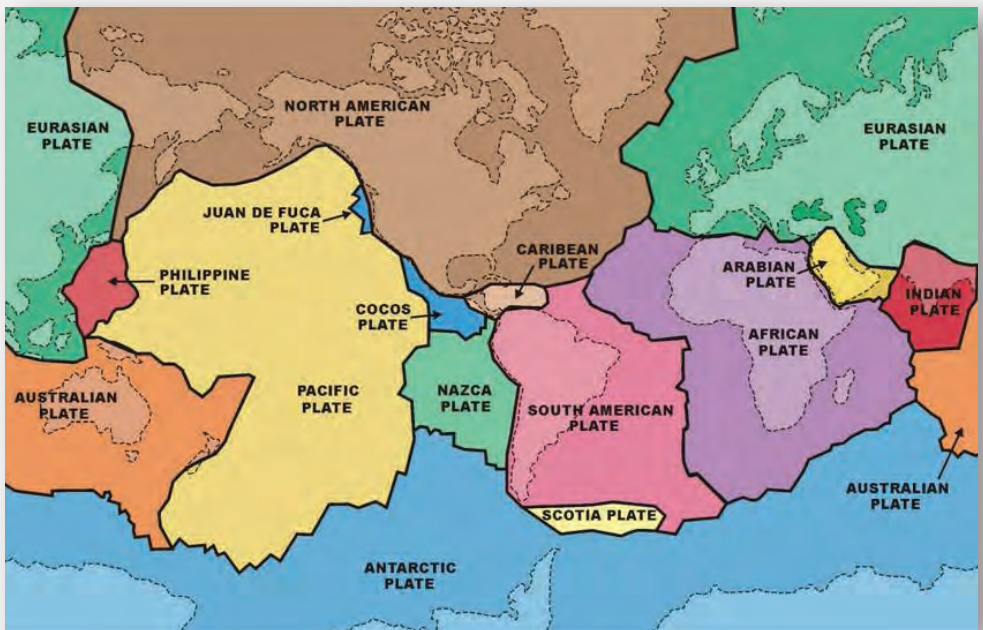 NORTH AMERICAN
PLATE
EURASIAN
PLATE
EURASIAN
PLATE
JUAN DE FUCA
PLATE
CARIBEAN
PLATE
PHILIPPINE
PLATE
ARABIAN
PLATE
INDIAN
PLATE
COCOS
PLATE
AFRICAN
PLATE
AUSTRALIAN
PLATE
PACIFIC
PLATE
NAZCA
PLATE
SOUTH AMERICAN
PLATE
AUSTRALIAN
PLATE
SCOTIA PLATE
ANTARCTIC
PLATE